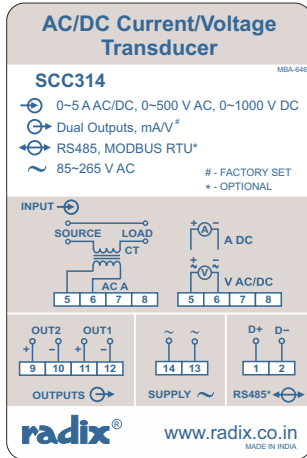 AC/DC Current/Voltage
Transducer
MBA-646
SCC314
0~5 A AC/DC, 0~500 V AC, 0~1000 V DC
Dual Outputs, mA/V#
RS485, MODBUS RTU*
85~265 V AC
# - FACTORY SET
* - OPTIONAL
INPUT
SOURCE LOAD
CT
AC A
5 6 7 8
+ A −
A DC
+ V −
V AC/DC
5 6 7 8
OUT2 OUT1
+ − + −
9 10 11 12
OUTPUTS
~ ~
14 13
SUPPLY ~
D+ D−
1 2
RS485*
radix®
www.radix.co.in
MADE IN INDIA